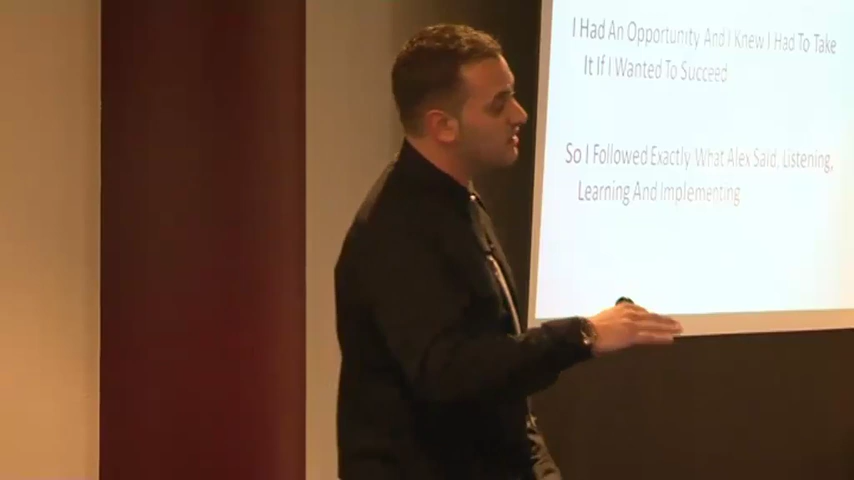 I Had An Opportunity And I Knew I Had To Take
It If I Wanted To Succeed
So I Followed Exactly What Alex Said, Listening,
Learning And Implementing